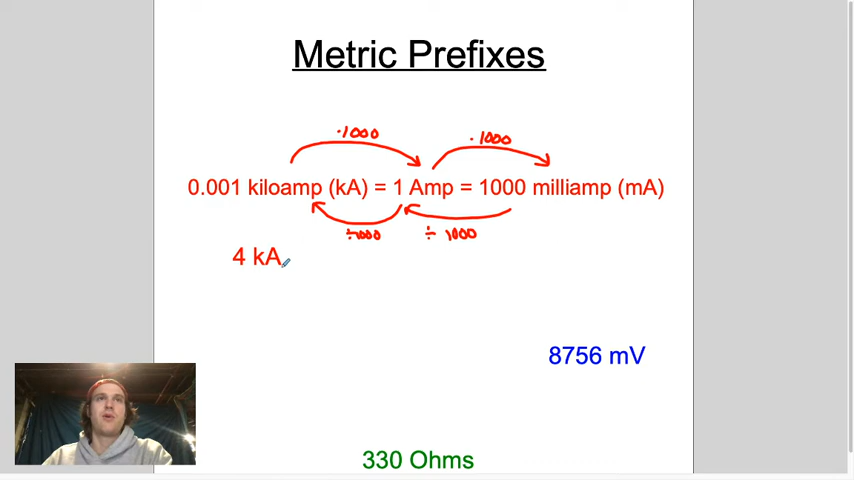 Metric Prefixes
·1000 ·1000
0.001 kiloamp (kA) = 1 Amp = 1000 milliamp (mA)
÷1000 ÷ 1000
4 kA
8756 mV
330 Ohms